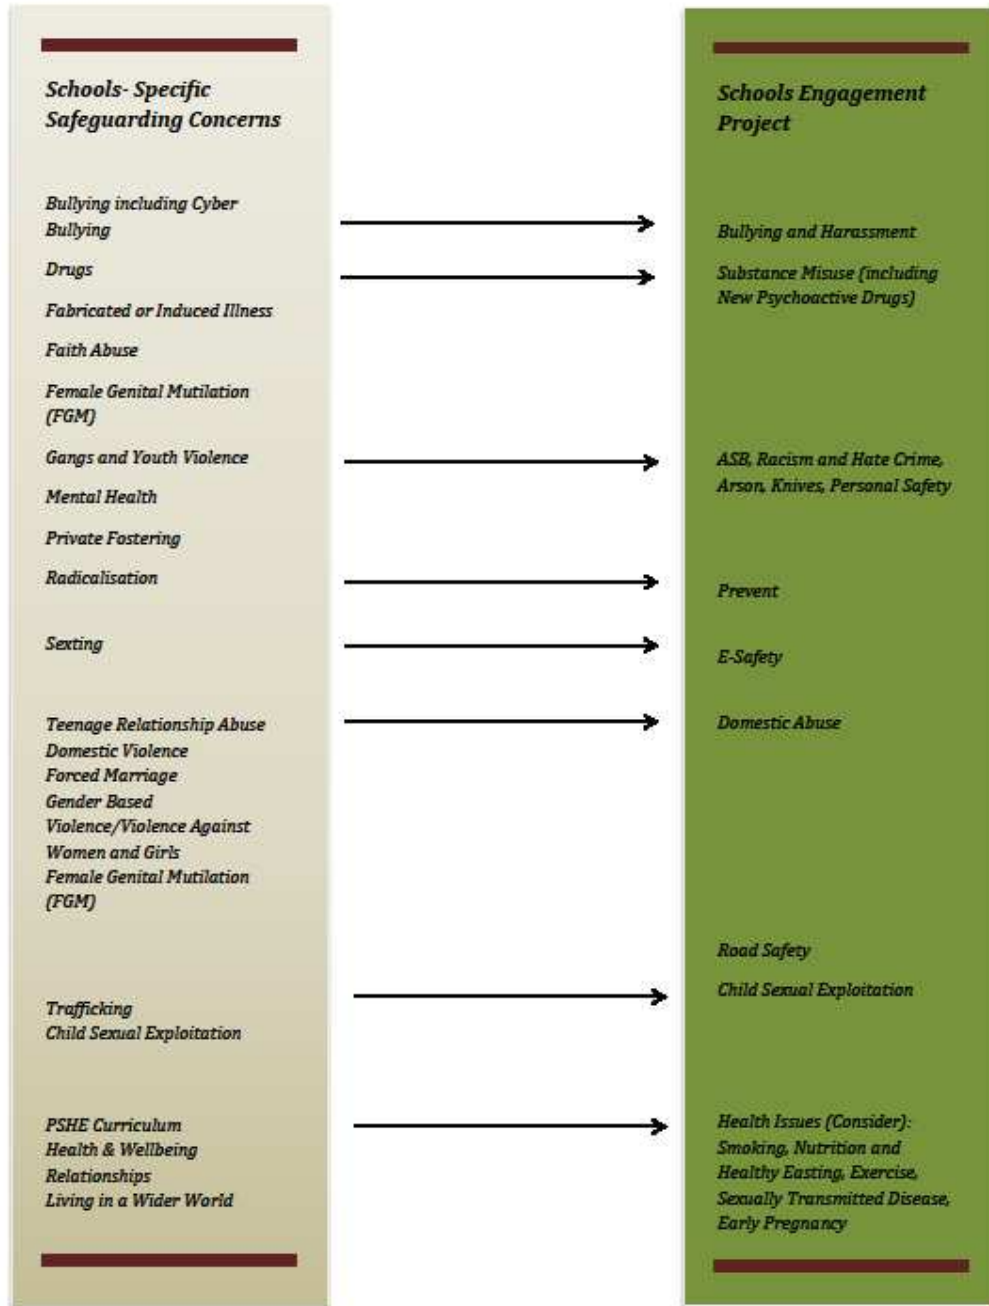 Schools- Specific
Safeguarding Concerns
Bullying including Cyber
Bullying
Drugs
Fabricated or Induced Illness
Faith Abuse
Female Genital Mutilation
(FGM)
Gangs and Youth Violence
Mental Health
Private Fostering
Radicalisation
Sexting
Teenage Relationship Abuse
Domestic Violence
Forced Marriage
Gender Based
Violence/Violence Against
Women and Girls
Female Genital Mutilation
(FGM)
Trafficking
Child Sexual Exploitation
PSHE Curriculum
Health & Wellbeing
Relationships
Living in a Wider World
Schools Engagement
Project
Bullying and Harassment
Substance Misuse (including
New Psychoactive Drugs)
ASB, Racism and Hate Crime,
Arson, Knives, Personal Safety
Prevent
E-Safety
Domestic Abuse
Road Safety
Child Sexual Exploitation
Health Issues (Consider):
Smoking, Nutrition and
Healthy Easting, Exercise,
Sexually Transmitted Disease,
Early Pregnancy